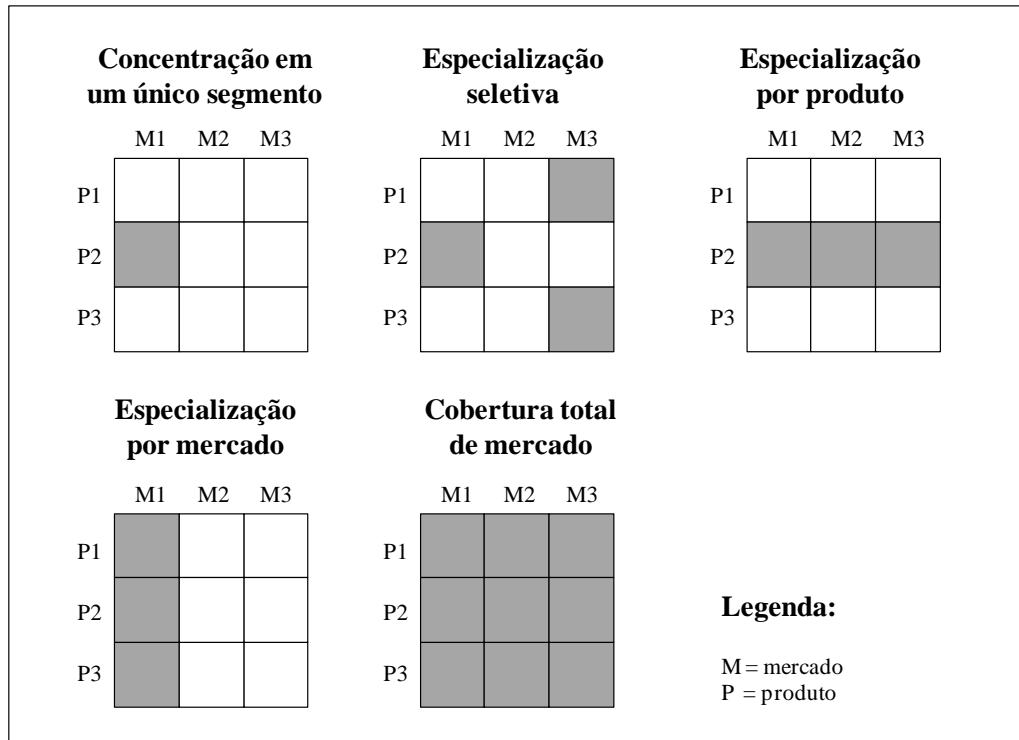 Concentração em
um único segmento
M1 M2 M3
P1
P2
P3
Especialização
seletiva
M1 M2 M3
P1
P2
P3
Especialização
por produto
M1 M2 M3
P1
P2
P3
Especialização
por mercado
M1 M2 M3
P1
P2
P3
Cobertura total
de mercado
M1 M2 M3
P1
P2
P3
Legenda:
M = mercado
P = produto